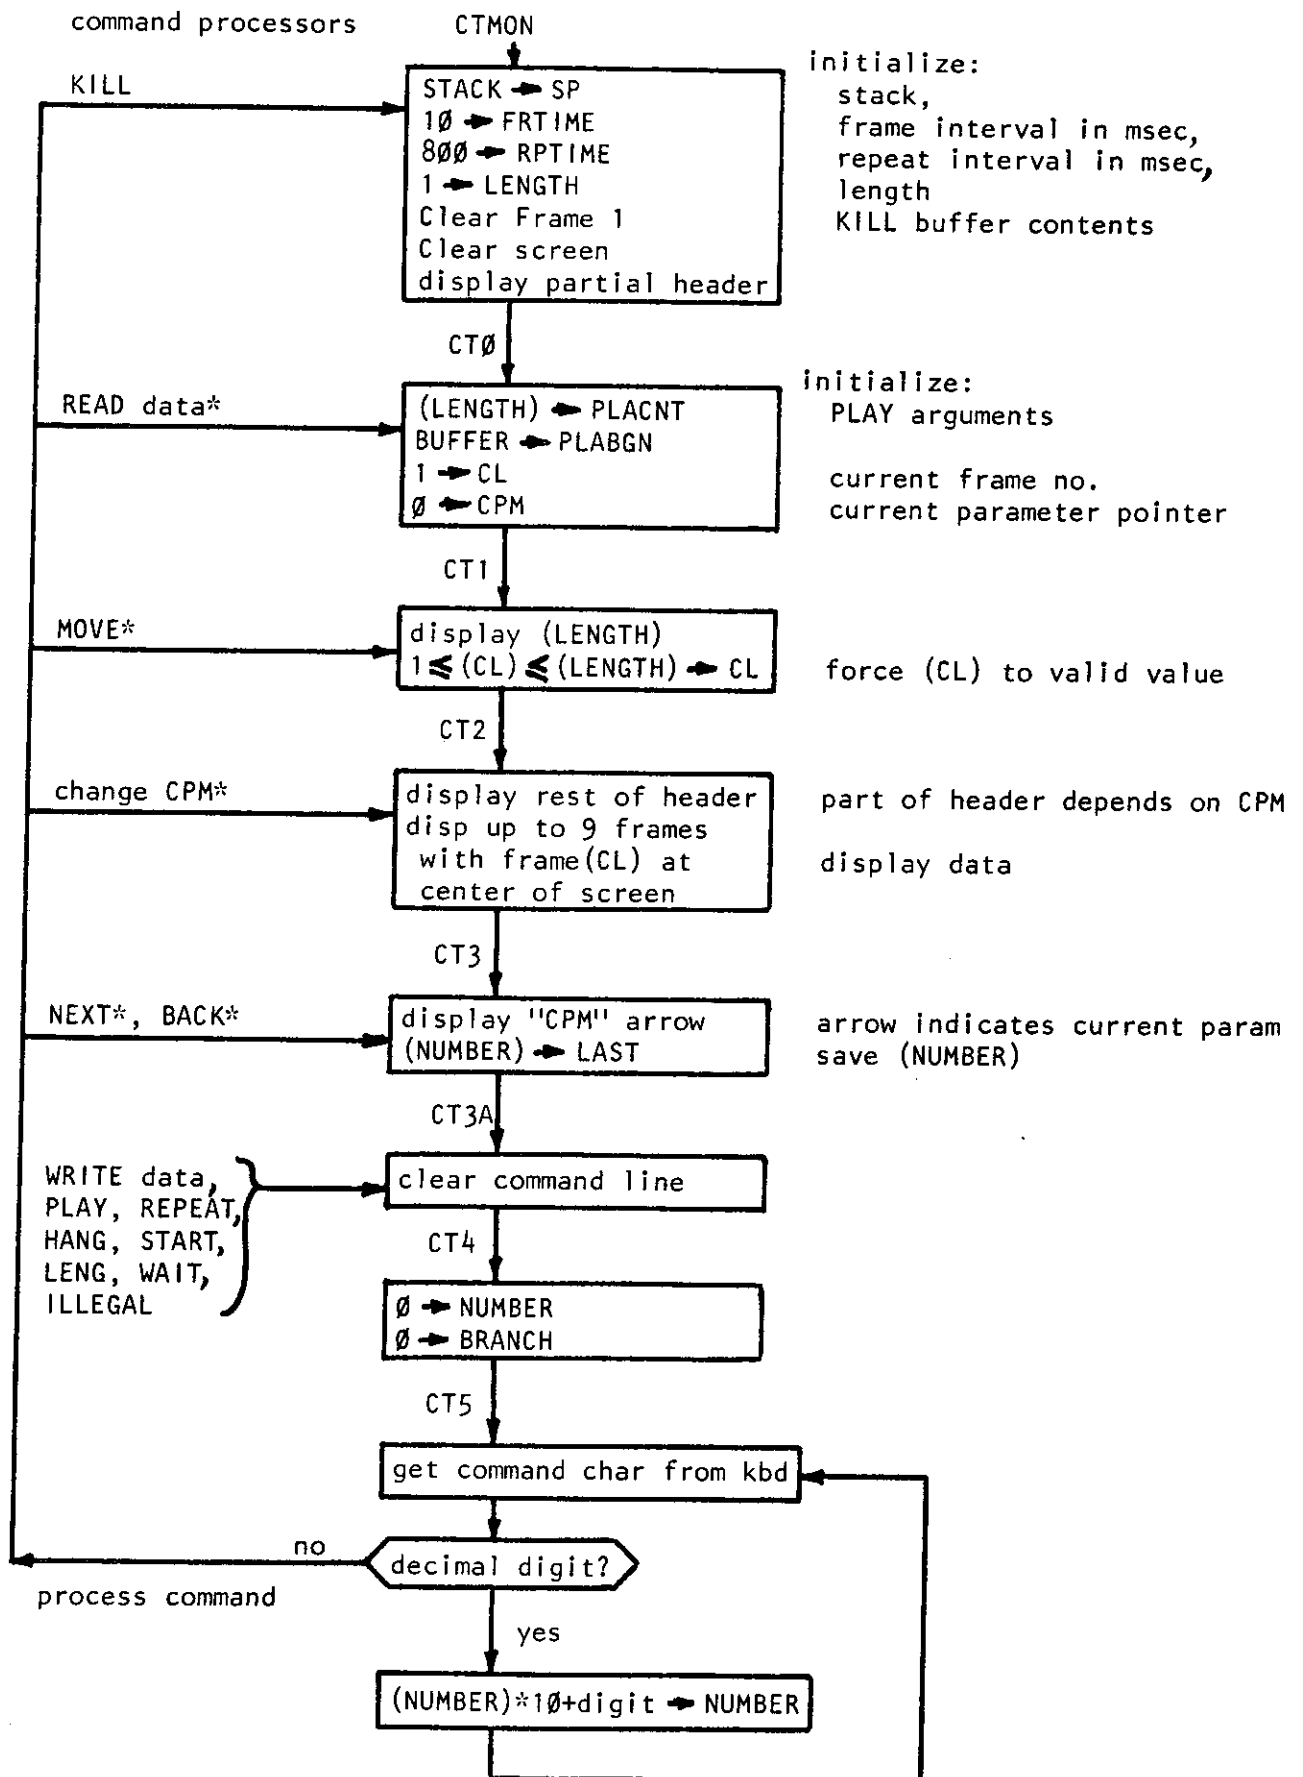 command processors
CTMON
KILL
STACK → SP
1Ø → FRTIME
8ØØ → RPTIME
1 → LENGTH
Clear Frame 1
Clear screen
display partial header
initialize:
stack,
frame interval in msec,
repeat interval in msec,
length
KILL buffer contents
CTØ
READ data*
(LENGTH) → PLACNT
BUFFER → PLABGN
1 → CL
Ø → CPM
initialize:
PLAY arguments
current frame no.
current parameter pointer
CT1
MOVE*
display (LENGTH)
1 ≤ (CL) ≤ (LENGTH) → CL
force (CL) to valid value
CT2
change CPM*
display rest of header
disp up to 9 frames
with frame(CL) at
center of screen
part of header depends on CPM
display data
CT3
NEXT*, BACK*
display "CPM" arrow
(NUMBER) → LAST
arrow indicates current param
save (NUMBER)
CT3A
WRITE data,
PLAY, REPEAT,
HANG, START,
LENG, WAIT,
ILLEGAL
clear command line
CT4
Ø → NUMBER
Ø → BRANCH
CT5
get command char from kbd
no
decimal digit?
process command
yes
(NUMBER)*1Ø+digit → NUMBER